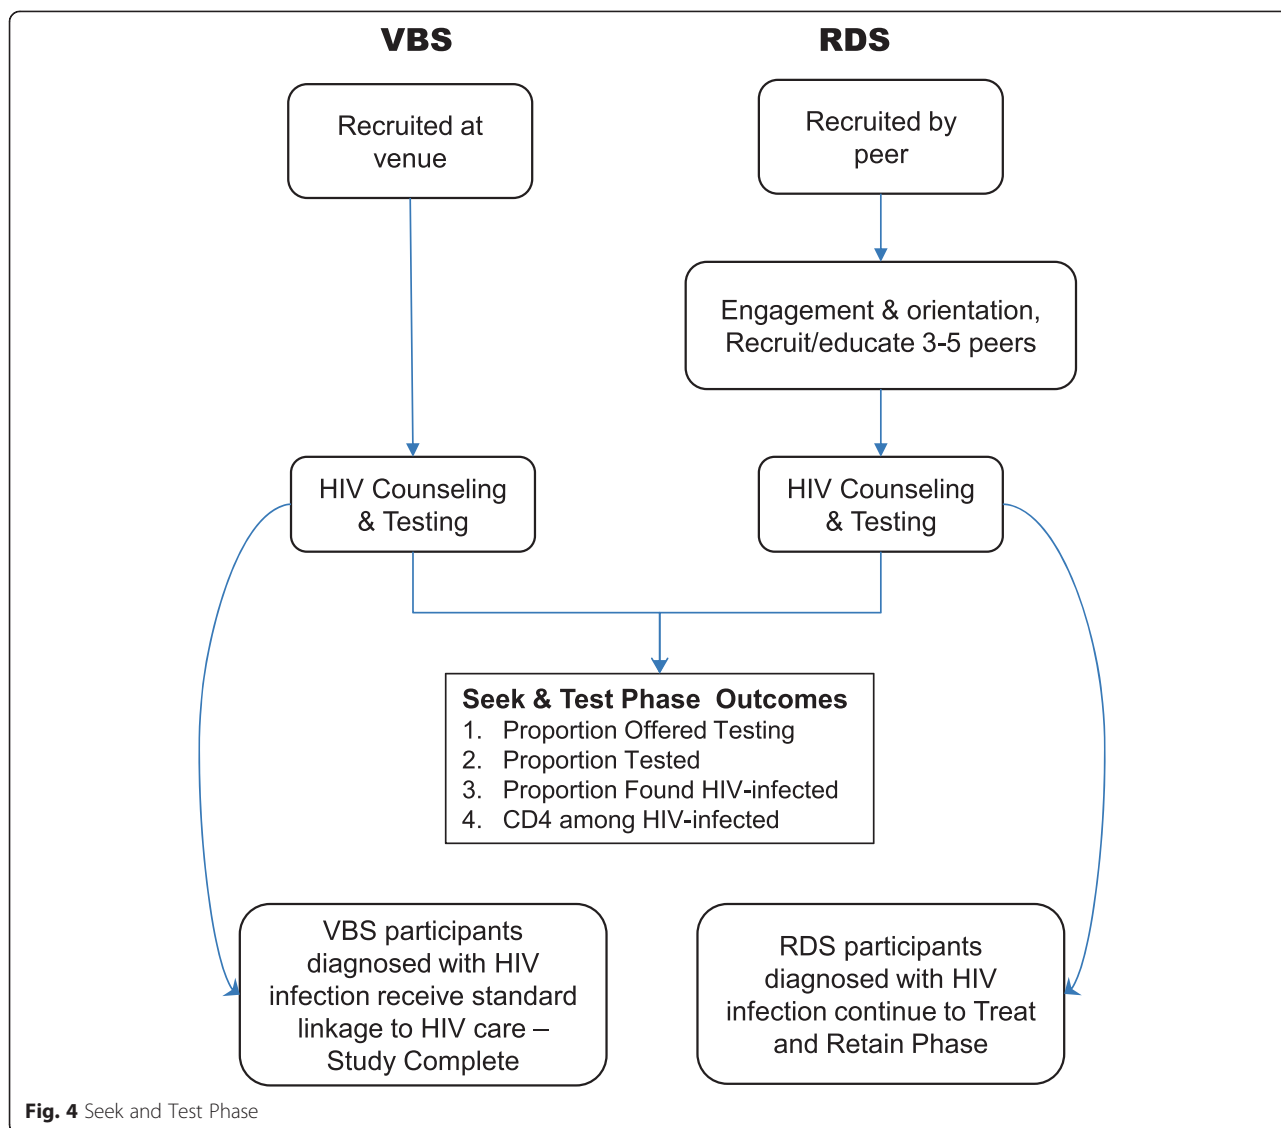 VBS
RDS
Recruited at
venue
Recruited by
peer
Engagement & orientation,
Recruit/educate 3-5 peers
HIV Counseling
& Testing
HIV Counseling
& Testing
Seek & Test Phase Outcomes
1. Proportion Offered Testing
2. Proportion Tested
3. Proportion Found HIV-infected
4. CD4 among HIV-infected
VBS participants
diagnosed with HIV
infection receive standard
linkage to HIV care –
Study Complete
RDS participants
diagnosed with HIV
infection continue to Treat
and Retain Phase
Fig. 4 Seek and Test Phase